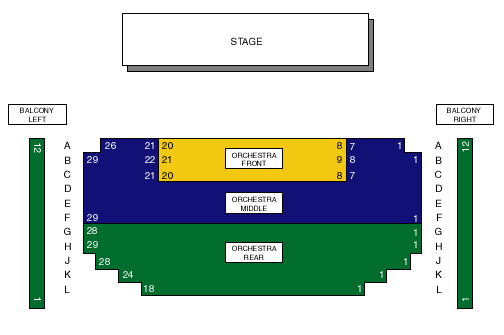 STAGE
BALCONY
LEFT
BALCONY
RIGHT
12 A 26 21 20 8 7 1 A 12
B 29 22 21 9 8 1 B
ORCHESTRA
FRONT
C 21 20 8 7 C
D D
E E
ORCHESTRA
MIDDLE
F 29 1 F
G 28 1 G
H 29 1 H
ORCHESTRA
REAR
J 28 1 J
K 24 1 K
L 18 1 L
1 1